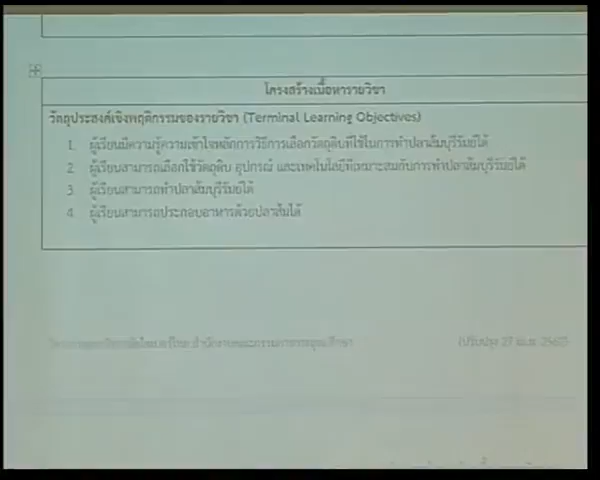 โครงสร้างเนื้อหารายวิชา
วัตถุประสงค์เชิงพฤติกรรมของรายวิชา (Terminal Learning Objectives)
1. ผู้เรียนมีความรู้ความเข้าใจหลักการวิธีการเลือกวัตถุดิบที่ใช้ในการทำปลาส้มบุรีรัมย์ได้
2. ผู้เรียนสามารถเลือกใช้วัตถุดิบ อุปกรณ์ และเทคโนโลยีที่เหมาะสมกับการทำปลาส้มบุรีรัมย์ได้
3. ผู้เรียนสามารถทำปลาส้มบุรีรัมย์ได้
4. ผู้เรียนสามารถประกอบอาหารด้วยปลาส้มได้
(ปรับปรุง 27 เม.ย.